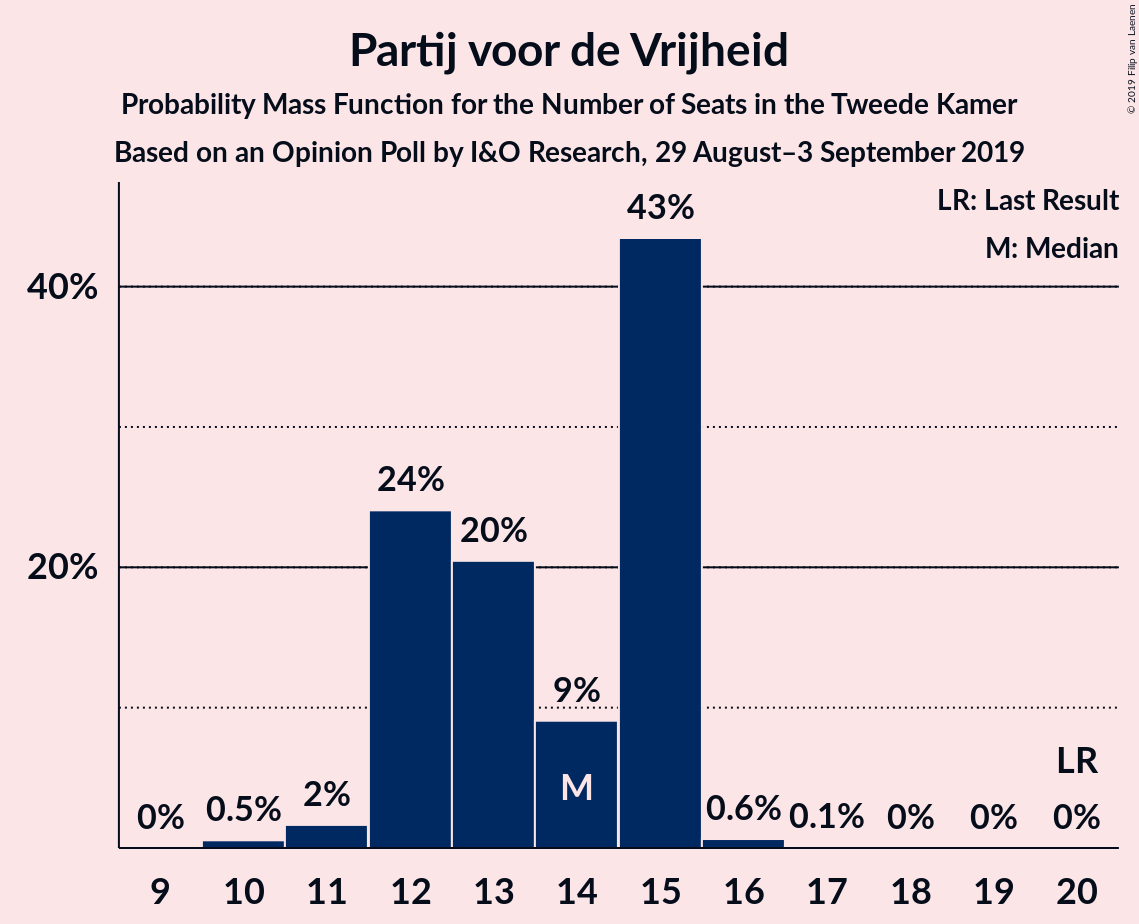 Partij voor de Vrijheid
Probability Mass Function for the Number of Seats in the Tweede Kamer
Based on an Opinion Poll by I&O Research, 29 August–3 September 2019
© 2019 Filip van Laenen
LR: Last Result
M: Median
40%
20%
0%
0.5%
2%
24%
20%
9%
43%
0.6%
0.1%
0%
0%
0%
M
LR
9 10 11 12 13 14 15 16 17 18 19 20